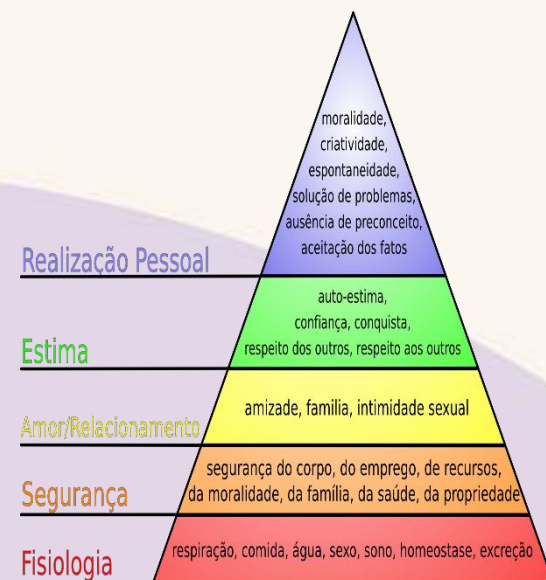 moralidade,
criatividade,
espontaneidade,
solução de problemas,
ausência de preconceito,
aceitação dos fatos
Realização Pessoal
auto-estima,
confiança, conquista,
respeito dos outros, respeito aos outros
Estima
amizade, família, intimidade sexual
Amor/Relacionamento
segurança do corpo, do emprego, de recursos,
da moralidade, da família, da saúde, da propriedade
Segurança
respiração, comida, água, sexo, sono, homeostase, excreção
Fisiologia